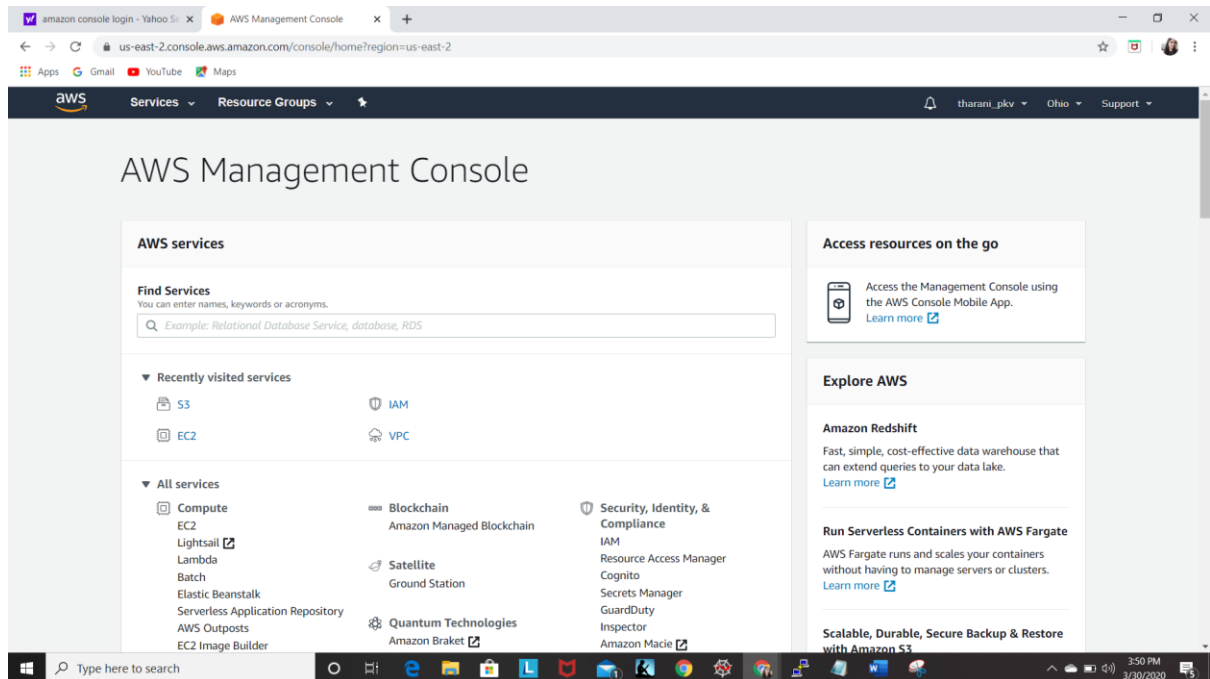 amazon console login - Yahoo Se
AWS Management Console
us-east-2.console.aws.amazon.com/console/home?region=us-east-2
Apps
Gmail
YouTube
Maps
aws
Services
Resource Groups
tharani_pkv
Ohio
Support
AWS Management Console
AWS services
Find Services
You can enter names, keywords or acronyms.
Example: Relational Database Service, database, RDS
Recently visited services
S3
IAM
EC2
VPC
All services
Compute
EC2
Lightsail
Lambda
Batch
Elastic Beanstalk
Serverless Application Repository
AWS Outposts
EC2 Image Builder
Blockchain
Amazon Managed Blockchain
Satellite
Ground Station
Quantum Technologies
Amazon Braket
Security, Identity, &
Compliance
IAM
Resource Access Manager
Cognito
Secrets Manager
GuardDuty
Inspector
Amazon Macie
Access resources on the go
Access the Management Console using
the AWS Console Mobile App.
Learn more
Explore AWS
Amazon Redshift
Fast, simple, cost-effective data warehouse that
can extend queries to your data lake.
Learn more
Run Serverless Containers with AWS Fargate
AWS Fargate runs and scales your containers
without having to manage servers or clusters.
Learn more
Scalable, Durable, Secure Backup & Restore
with Amazon S3
Type here to search
L
3:50 PM
3/30/2020